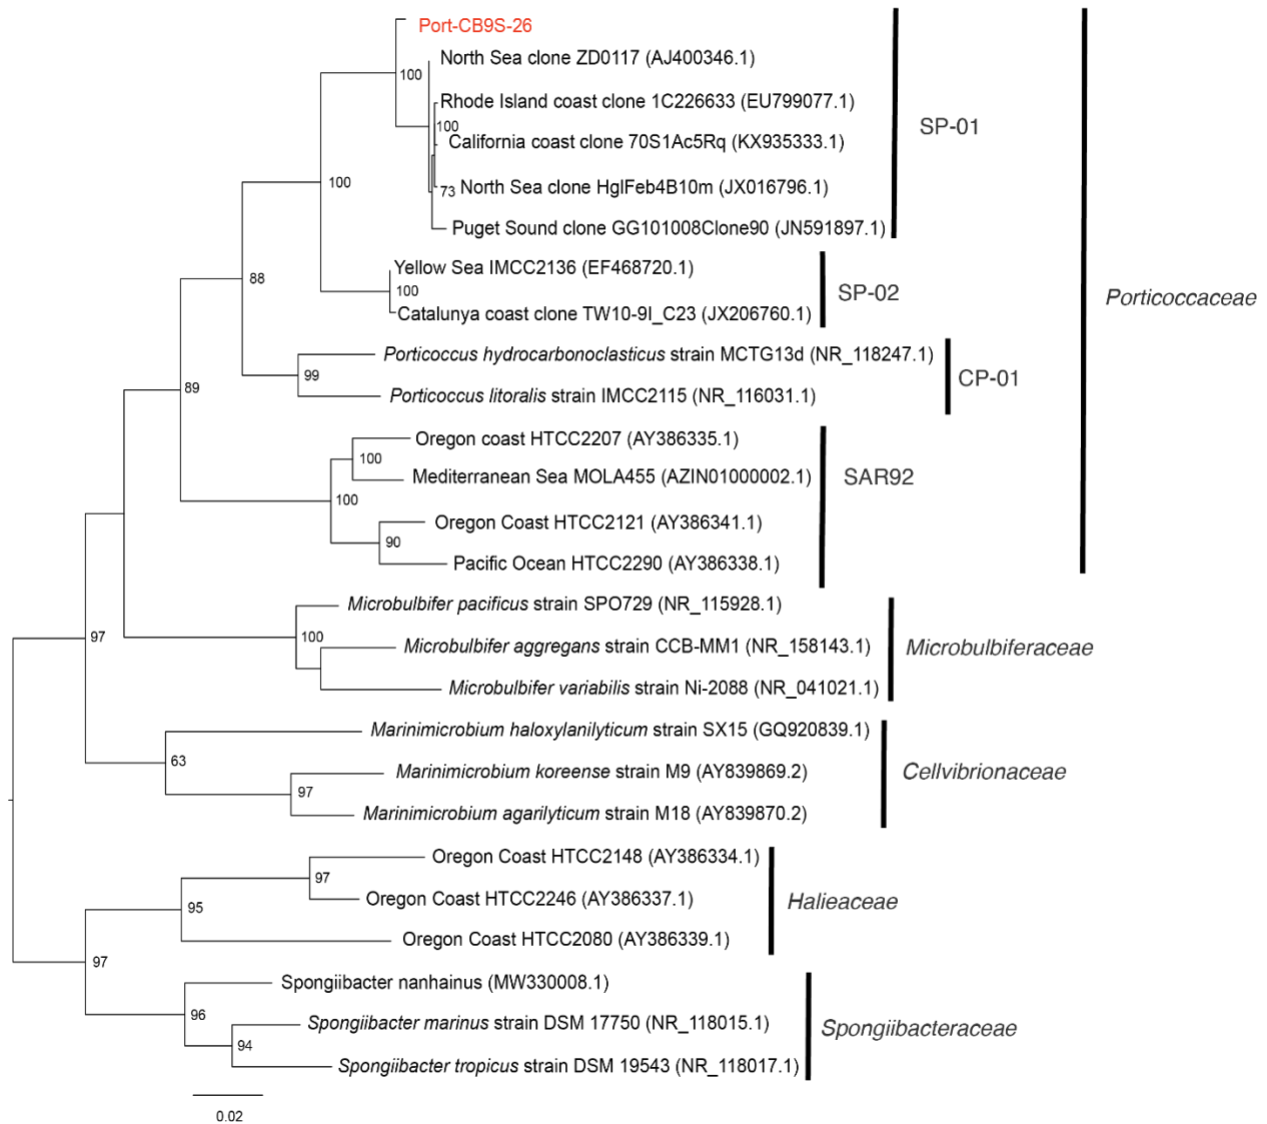 Port-CB9S-26
North Sea clone ZD0117 (AJ400346.1)
100
Rhode Island coast clone 1C226633 (EU799077.1)
100
SP-01
California coast clone 70S1Ac5Rq (KX935333.1)
100
73
North Sea clone HglFeb4B10m (JX016796.1)
Puget Sound clone GG101008Clone90 (JN591897.1)
Yellow Sea IMCC2136 (EF468720.1)
88
100
SP-02
Porticoccaceae
Catalunya coast clone TW10-9I_C23 (JX206760.1)
Porticoccus hydrocarbonoclasticus strain MCTG13d (NR_118247.1)
99
CP-01
89
Porticoccus litoralis strain IMCC2115 (NR_116031.1)
Oregon coast HTCC2207 (AY386335.1)
100
Mediterranean Sea MOLA455 (AZIN01000002.1)
SAR92
100
Oregon Coast HTCC2121 (AY386341.1)
90
Pacific Ocean HTCC2290 (AY386338.1)
Microbulbifer pacificus strain SPO729 (NR_115928.1)
97
100
Microbulbifer aggregans strain CCB-MM1 (NR_158143.1)
Microbulbiferaceae
Microbulbifer variabilis strain Ni-2088 (NR_041021.1)
Marinimicrobium haloxylanilyticum strain SX15 (GQ920839.1)
63
Marinimicrobium koreense strain M9 (AY839869.2)
Cellvibrionaceae
97
Marinimicrobium agarilyticum strain M18 (AY839870.2)
Oregon Coast HTCC2148 (AY386334.1)
97
Oregon Coast HTCC2246 (AY386337.1)
Halieaceae
95
Oregon Coast HTCC2080 (AY386339.1)
97
Spongiibacter nanhainus (MW330008.1)
96
Spongiibacter marinus strain DSM 17750 (NR_118015.1)
Spongiibacteraceae
94
Spongiibacter tropicus strain DSM 19543 (NR_118017.1)
0.02